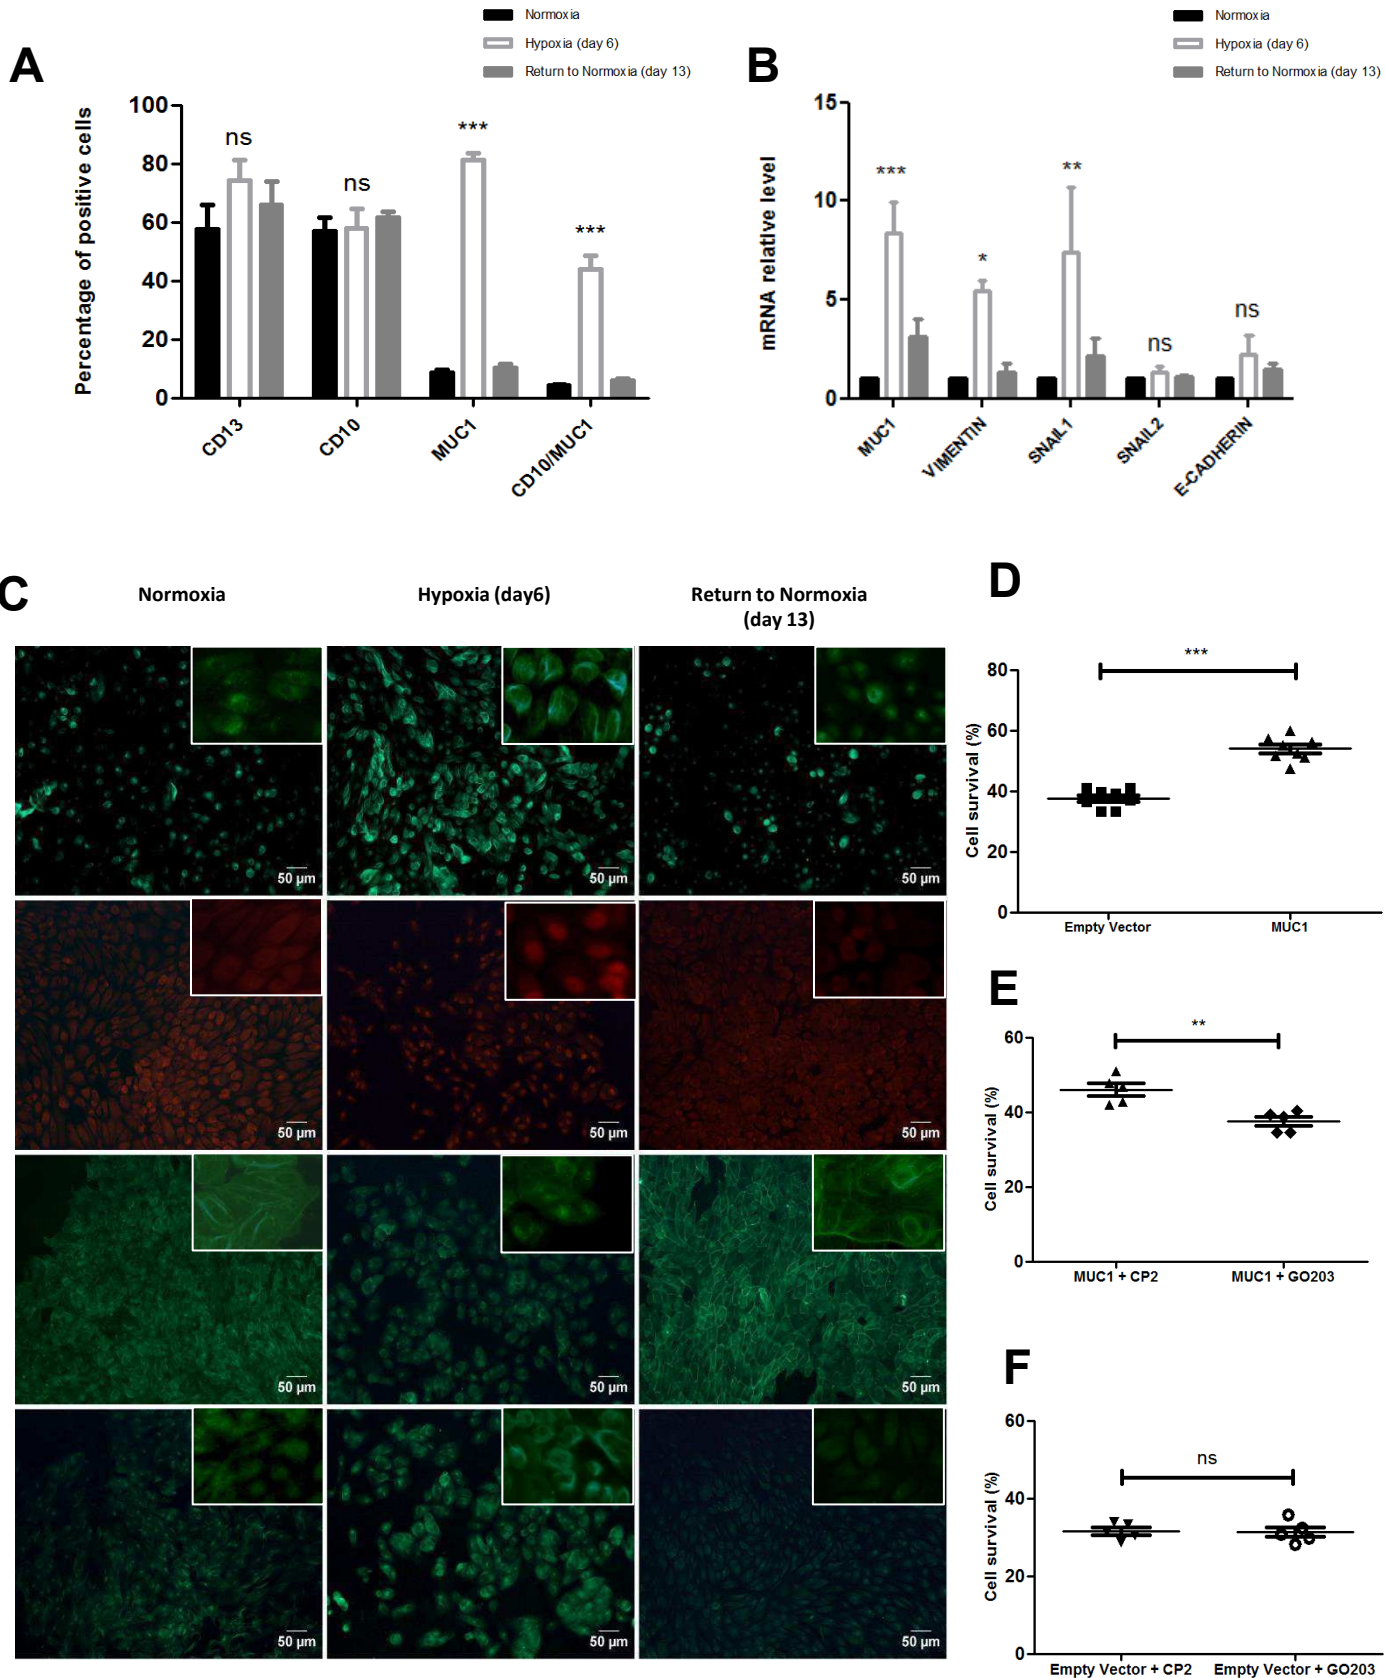 A
Normoxia
Hypoxia (day 6)
Return to Normoxia (day 13)
Percentage of positive cells
100
80
60
40
20
0
ns
ns
***
***
CD13
CD10
MUC1
CD10/MUC1
B
Normoxia
Hypoxia (day 6)
Return to Normoxia (day 13)
mRNA relative level
15
10
5
0
***
*
**
ns
ns
MUC1
VIMENTIN
SNAIL1
SNAIL2
E-CADHERIN
C
Normoxia
Hypoxia (day6)
Return to Normoxia
(day 13)
50 µm
50 µm
50 µm
50 µm
50 µm
50 µm
50 µm
50 µm
50 µm
50 µm
50 µm
50 µm
D
Cell survival (%)
80
60
40
20
0
***
Empty Vector
MUC1
E
Cell survival (%)
60
40
20
0
**
MUC1 + CP2
MUC1 + GO203
F
Cell survival (%)
60
40
20
0
ns
Empty Vector + CP2
Empty Vector + GO203